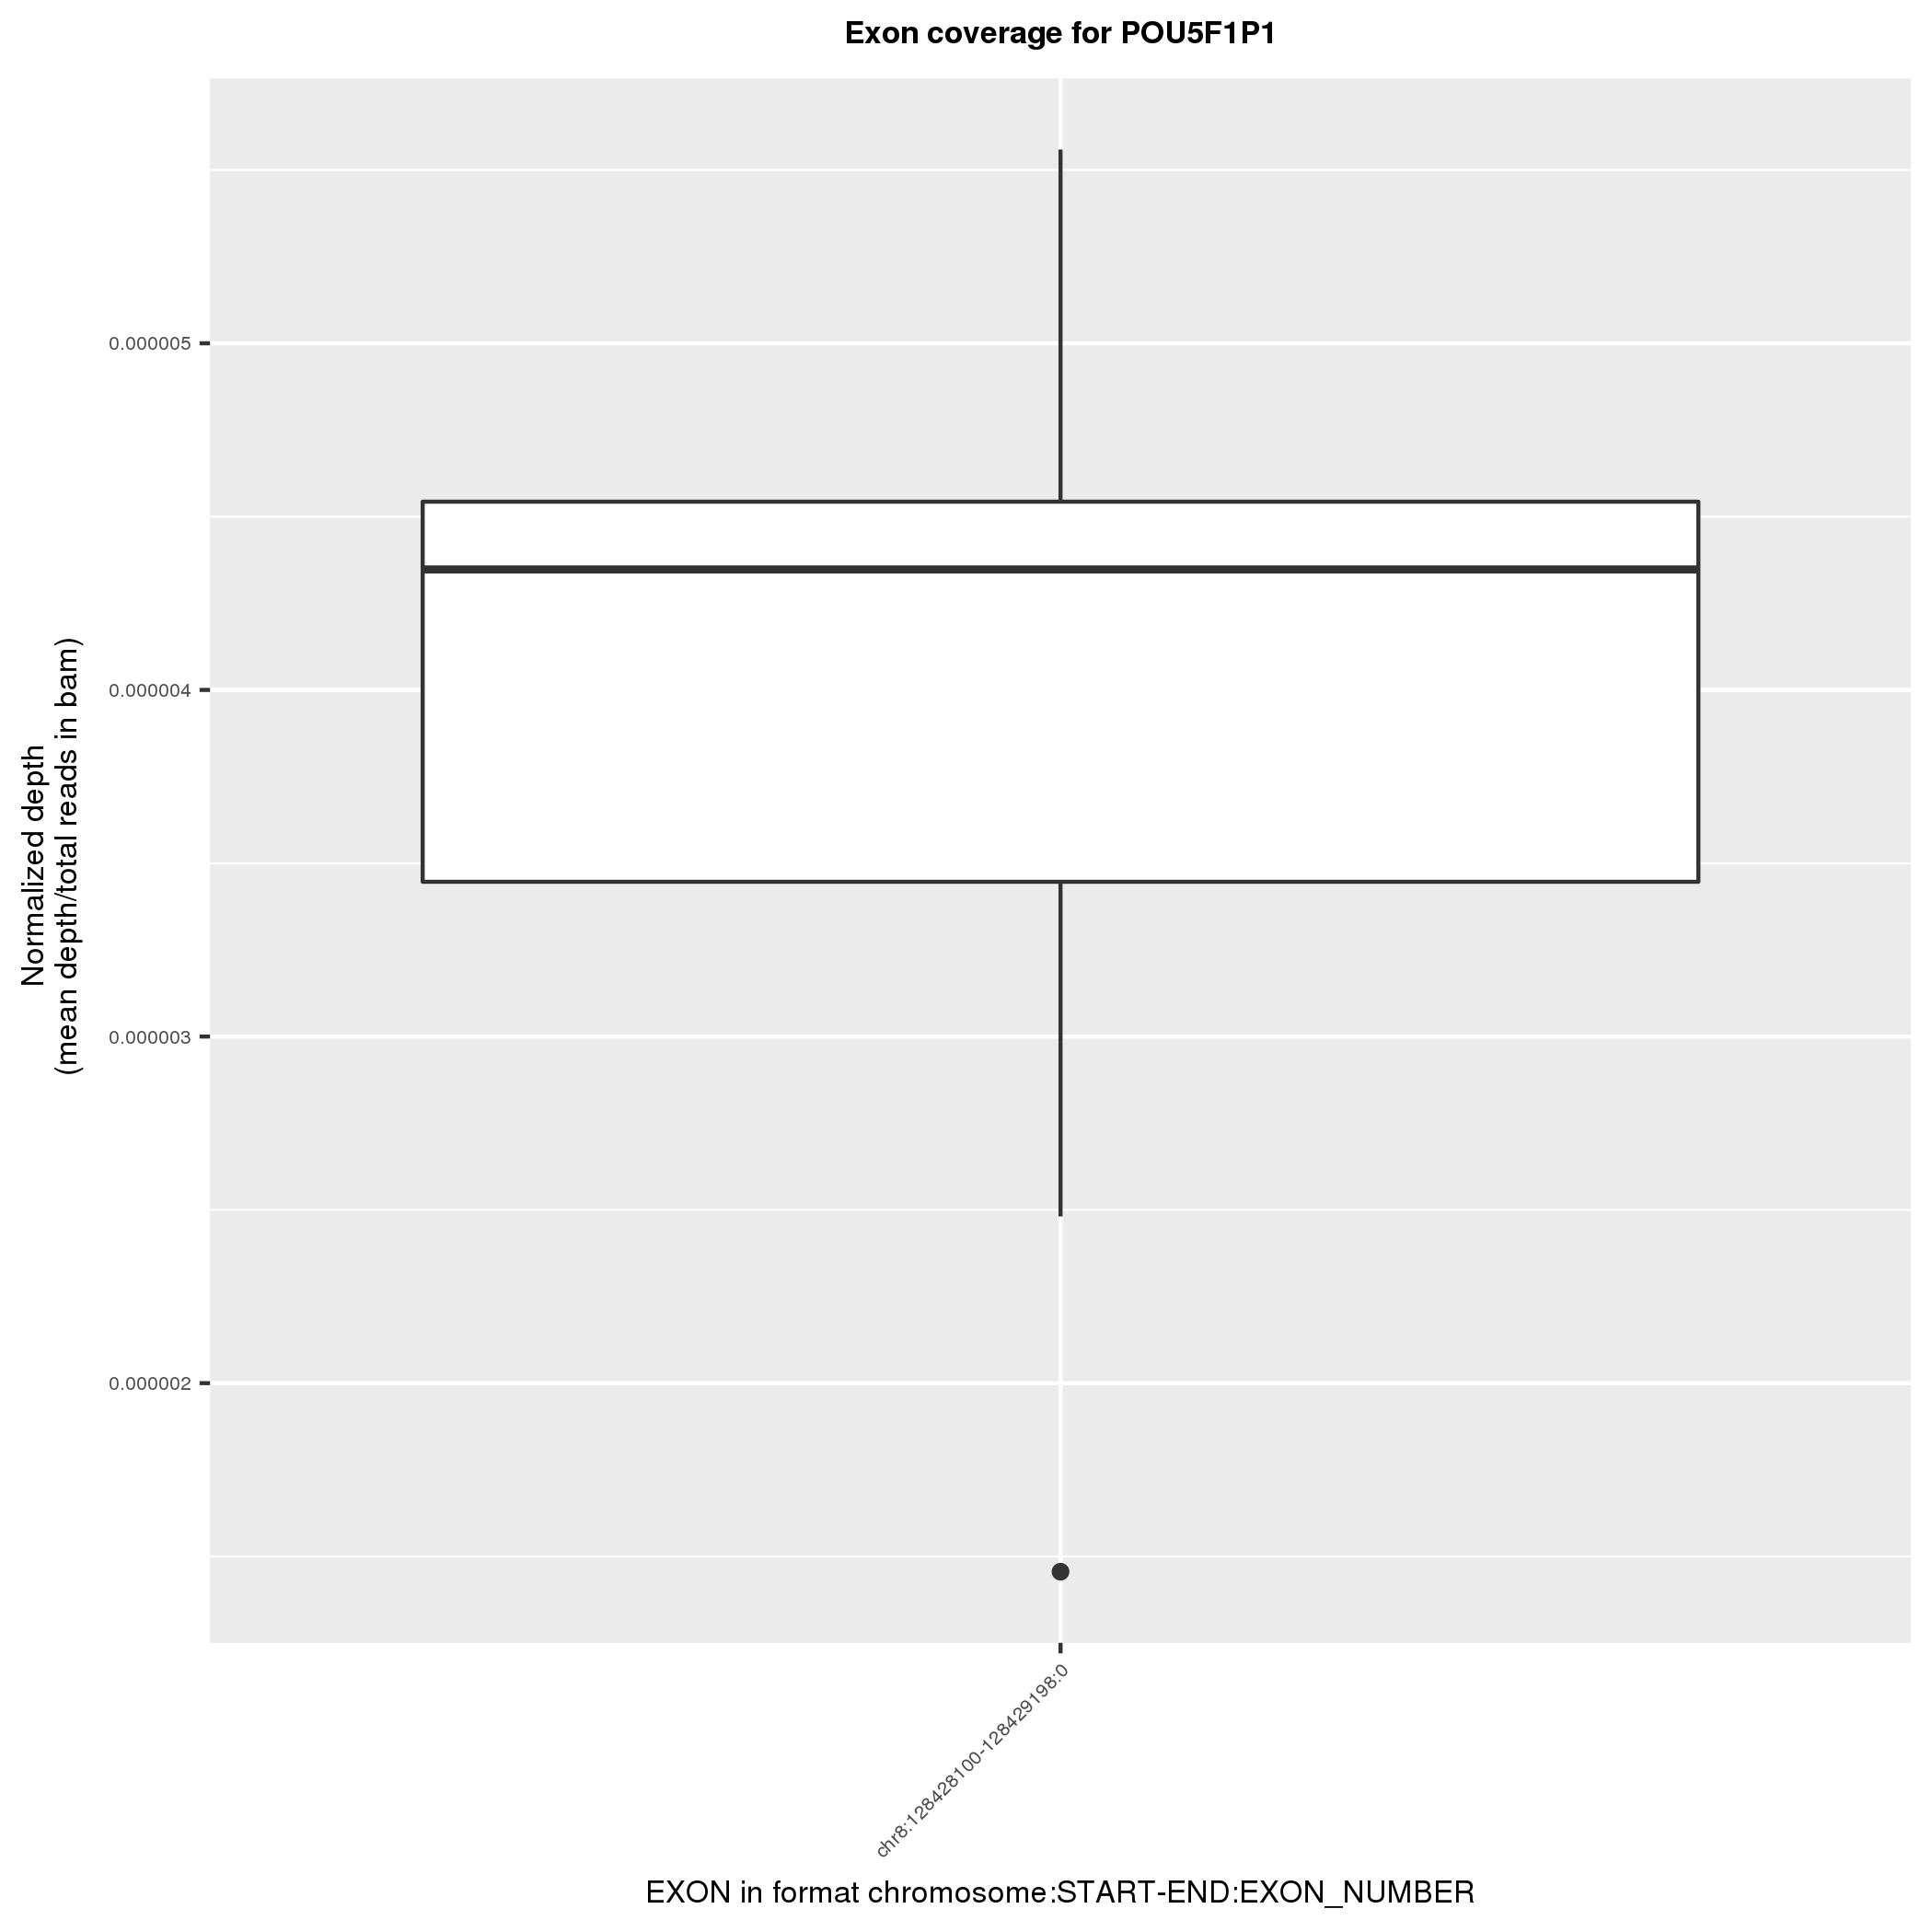 Exon coverage for POU5F1P1
Normalized depth
(mean depth/total reads in bam)
0.000005
0.000004
0.000003
0.000002
chr8:128428100-128429198:0
EXON in format chromosome:START-END:EXON_NUMBER